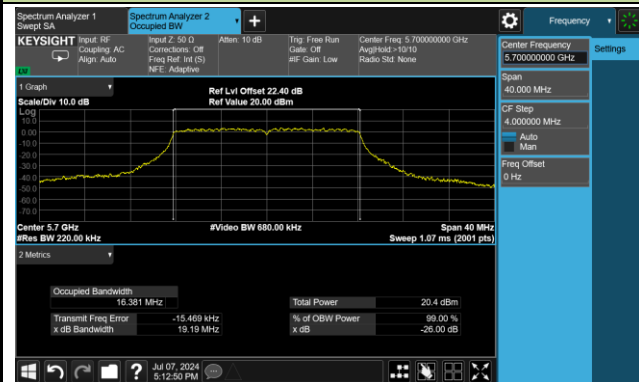 Spectrum Analyzer 1
Swept SA
Spectrum Analyzer 2
Occupied BW
Frequency
KEYSIGHT
Input: RF
Coupling: AC
Align: Auto
Input Z: 50 Ω
Corrections: Off
Freq Ref: Int (S)
NFE: Adaptive
Atten: 10 dB
Trig: Free Run
Gate: Off
#IF Gain: Low
Center Freq: 5.700000000 GHz
Avg|Hold:>10/10
Radio Std: None
Center Frequency
5.700000000 GHz
Settings
Span
40.000 MHz
CF Step
4.000000 MHz
Auto
Man
Freq Offset
0 Hz
1 Graph
Scale/Div 10.0 dB
Ref Lvl Offset 22.40 dB
Ref Value 20.00 dBm
Log
10.0
0.00
-10.0
-20.0
-30.0
-40.0
-50.0
-60.0
-70.0
Center 5.7 GHz
#Res BW 220.00 kHz
#Video BW 680.00 kHz
Span 40 MHz
Sweep 1.07 ms (2001 pts)
2 Metrics
Occupied Bandwidth
16.381 MHz
Total Power
20.4 dBm
Transmit Freq Error
-15.469 kHz
% of OBW Power
99.00 %
x dB Bandwidth
19.19 MHz
x dB
-26.00 dB
?
Jul 07, 2024
5:12:50 PM